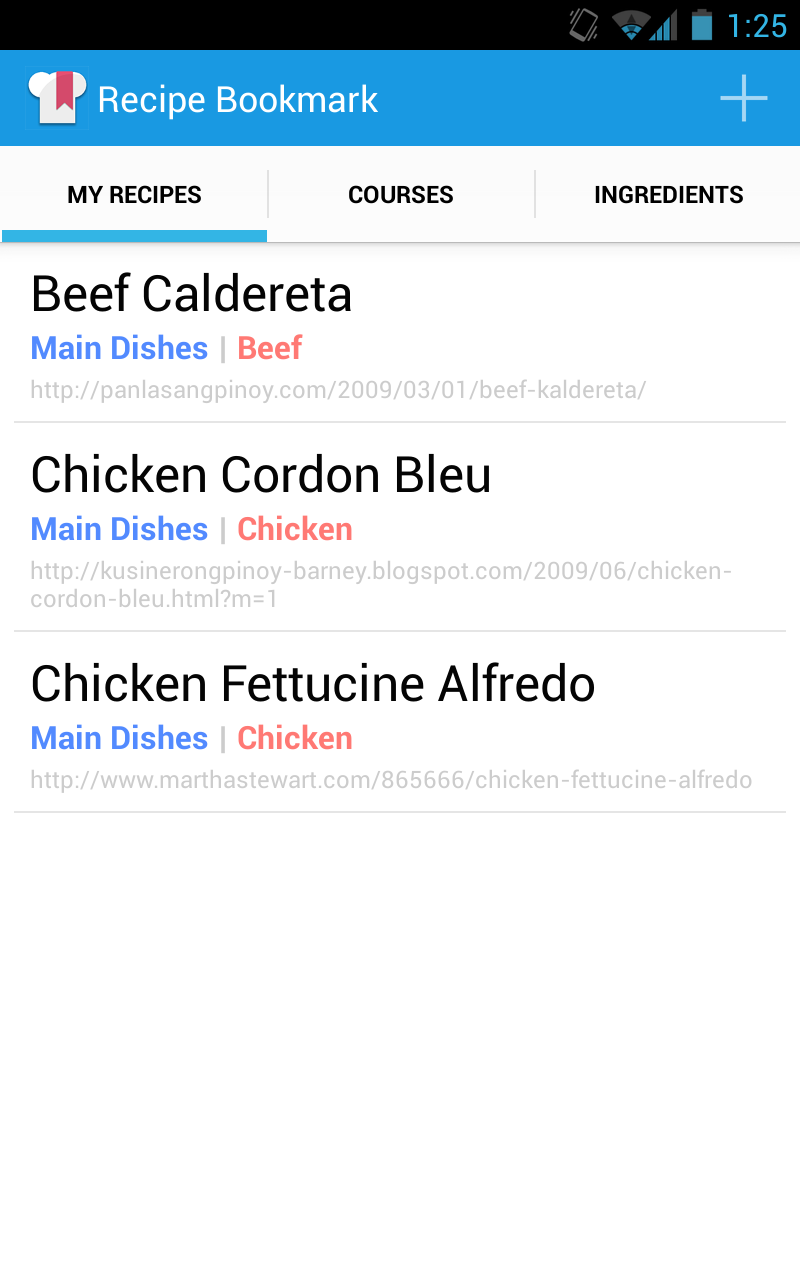 1:25
Recipe Bookmark
MY RECIPES
COURSES
INGREDIENTS
Beef Caldereta
Main Dishes | Beef
http://panlasangpinoy.com/2009/03/01/beef-kaldereta/
Chicken Cordon Bleu
Main Dishes | Chicken
http://kusinerongpinoy-barney.blogspot.com/2009/06/chicken-
cordon-bleu.html?m=1
Chicken Fettucine Alfredo
Main Dishes | Chicken
http://www.marthastewart.com/865666/chicken-fettucine-alfredo